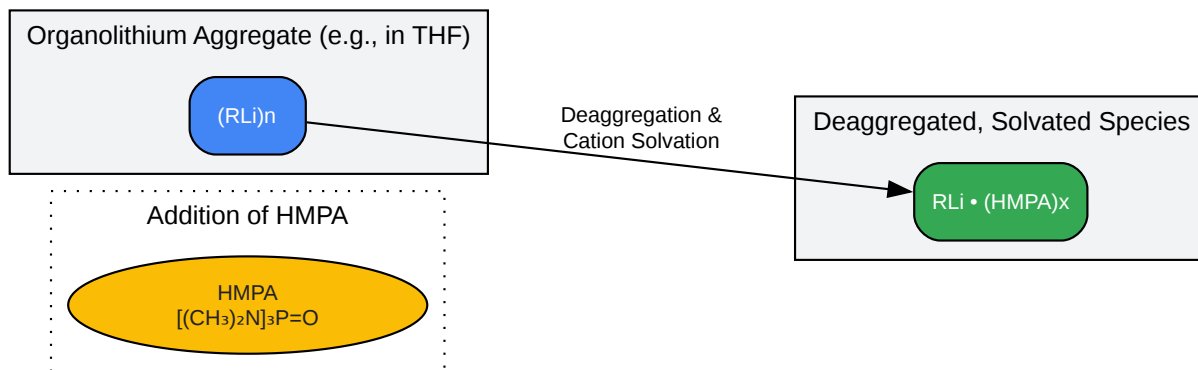 Organolithium Aggregate (e.g., in THF)
(RLi)n
Deaggregation &
Cation Solvation
Deaggregated, Solvated Species
RLi • (HMPA)x
Addition of HMPA
HMPA
[(CH₃)₂N]₃P=O